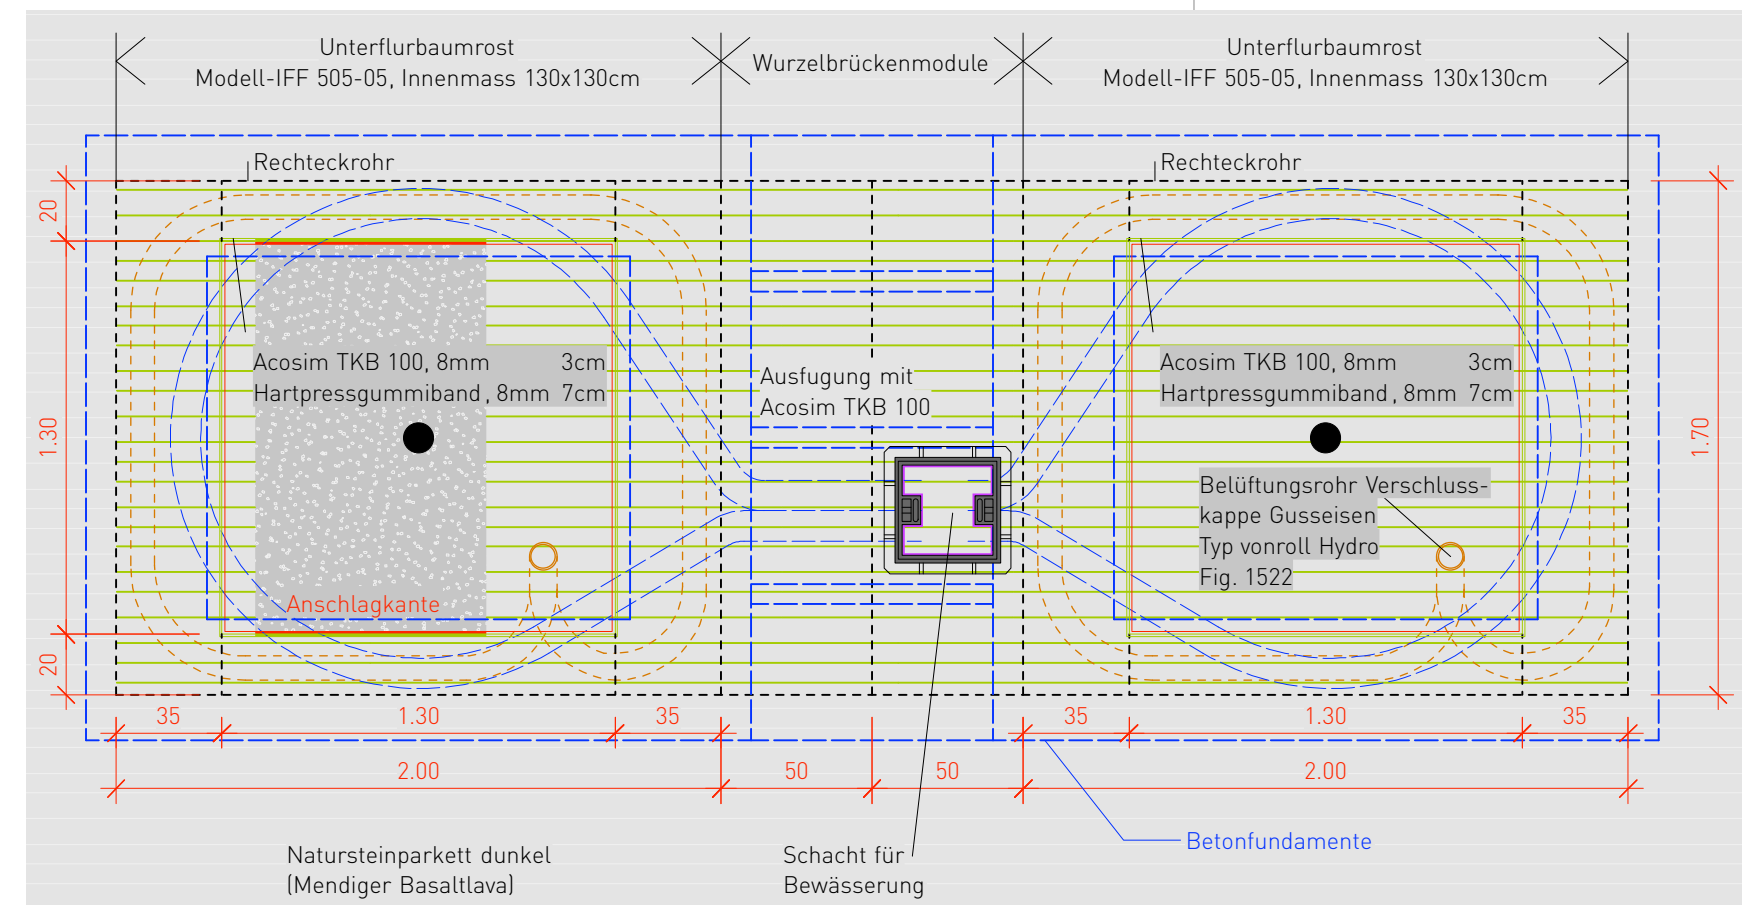 Unterflurbaumrost
Modell-IFF 505-05, Innenmass 130x130cm
Wurzelbrückenmodule
Unterflurbaumrost
Modell-IFF 505-05, Innenmass 130x130cm
Rechteckrohr
Rechteckrohr
20
1.30
20
1.70
Acosim TKB 100, 8mm 3cm
Hartpressgummiband, 8mm 7cm
Ausfugung mit
Acosim TKB 100
Acosim TKB 100, 8mm 3cm
Hartpressgummiband, 8mm 7cm
Belüftungsrohr Verschluss-
kappe Gusseisen
Typ vonroll Hydro
Fig. 1522
Anschlagkante
35 1.30 35 35 1.30 35
2.00 50 50 2.00
Betonfundamente
Natursteinparkett dunkel
(Mendiger Basaltlava)
Schacht für
Bewässerung